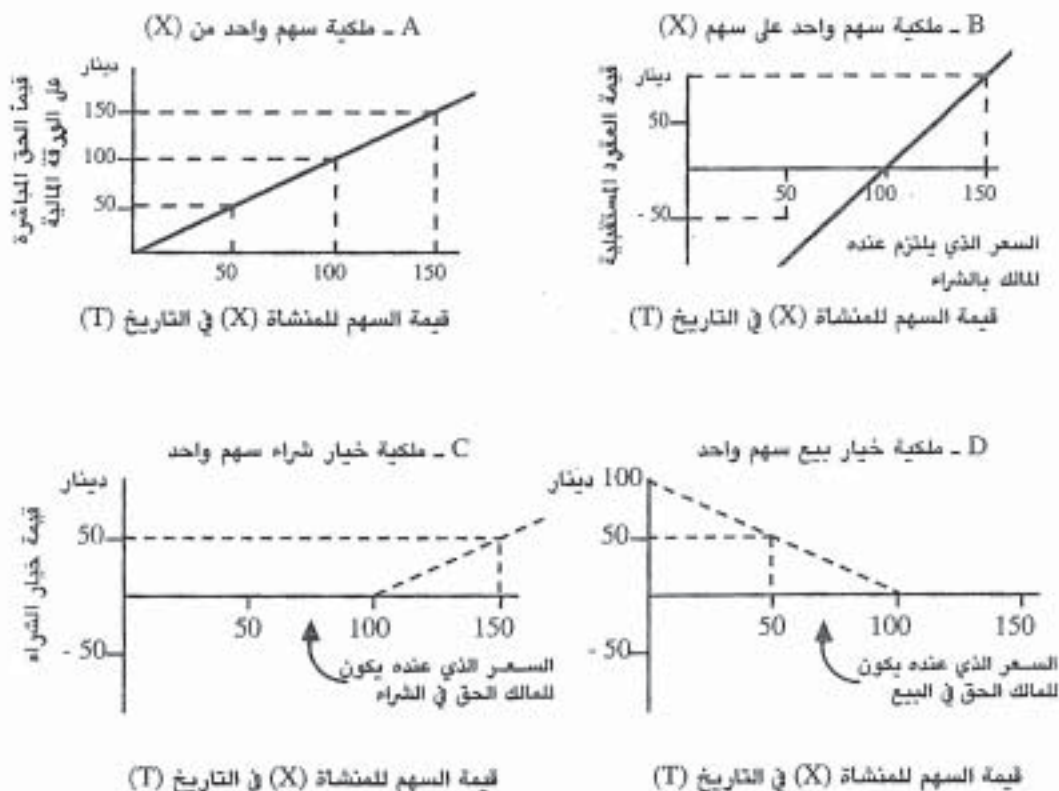 A ـ ملكية سهم واحد من (X)
دينار
قيمة الحق المباشرة
على الورقة المالية
150
100
50
50 100 150
قيمة السهم للمنشاة (X) في التاريخ (T)
B ـ ملكية سهم واحد على سهم (X)
دينار
قيمة العقود المستقبلية
50
- 50
50 100 150
السعر الذي يلتزم عنده
المالك بالشراء
قيمة السهم للمنشاة (X) في التاريخ (T)
C ـ ملكية خيار شراء سهم واحد
دينار
قيمة خيار الشراء
50
- 50
50 100 150
السعر الذي عنده يكون
للمالك الحق في الشراء
قيمة السهم للمنشاة (X) في التاريخ (T)
D ـ ملكية خيار بيع سهم واحد
دينار 100
50
- 50
50 100 150
السعر الذي عنده يكون
للمالك الحق في البيع
قيمة السهم للمنشاة (X) في التاريخ (T)